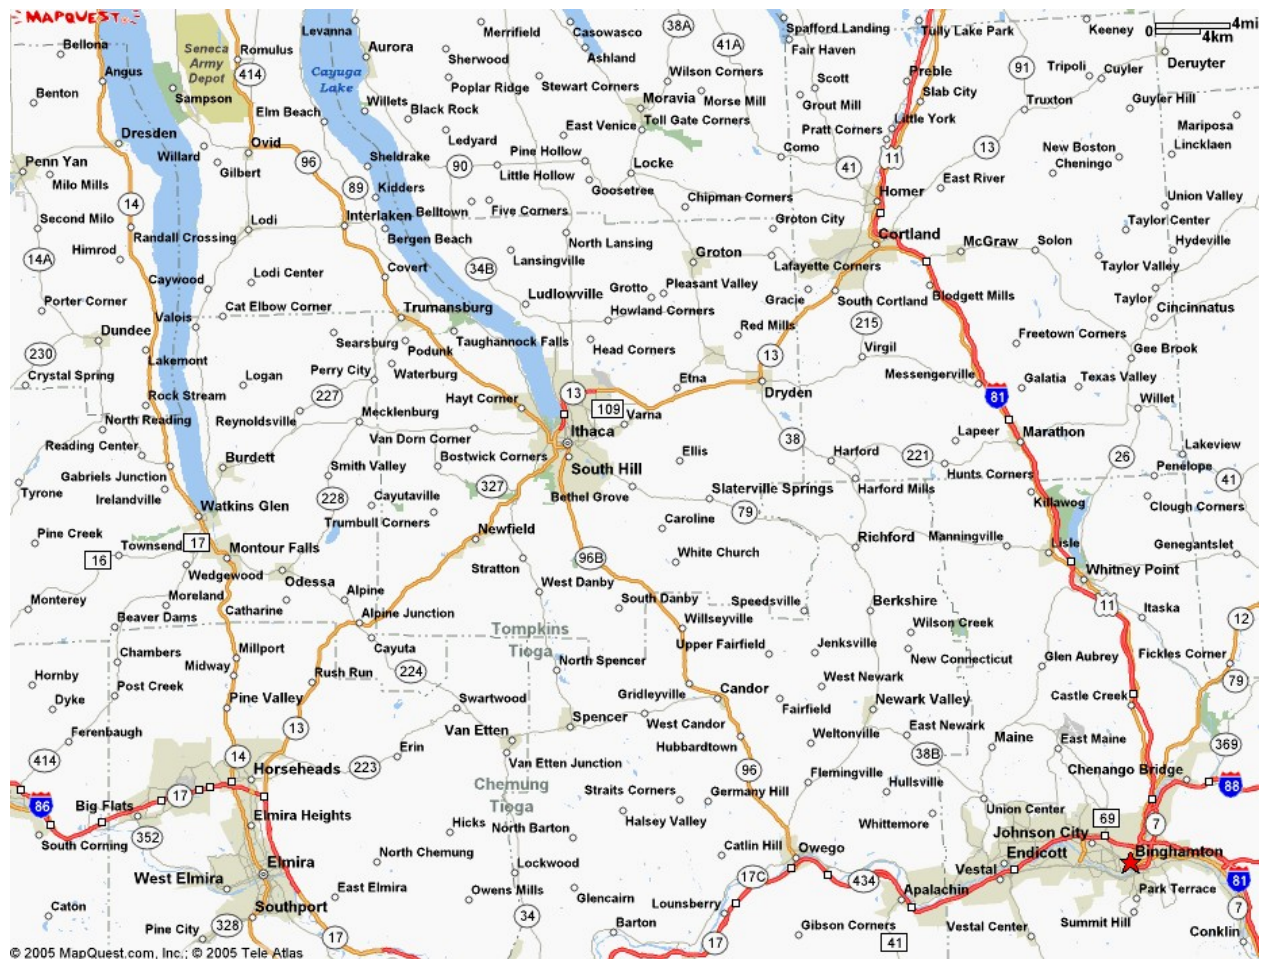 MAPQUEST
4mi
0
4km
Bellona
Seneca
Army
Depot
Romulus
Levanna
Aurora
Merrifield
Casowasco
38A
Spafford Landing
Tully Lake Park
Keeney
Angus
414
Cayuga
Lake
Sherwood
Ashland
41A
Fair Haven
Preble
91
Tripoli
Cuyler
Deruyter
Benton
Sampson
Elm Beach
Willets
Black Rock
Poplar Ridge
Stewart Corners
Wilson Corners
Moravia
Morse Mill
Scott
Grout Mill
Slab City
Truxton
Guyler Hill
Dresden
Ovid
Ledyard
East Venice
Toll Gate Corners
Pratt Corners
Little York
Mariposa
Penn Yan
Willard
96
Sheldrake
90
Pine Hollow
Locke
Como
11
13
New Boston
Cheningo
Lincklaen
Milo Mills
Gilbert
89
Kidders
Little Hollow
Goosetree
41
Homer
East River
Second Milo
14
Lodi
Interlaken
Belltown
Five Corners
Chipman Corners
Groton City
Union Valley
Taylor Center
Himrod
Randall Crossing
Bergen Beach
North Lansing
Cortland
McGraw
Solon
Hydeville
14A
Caywood
Lodi Center
Covert
34B
Lansingville
Groton
Lafayette Corners
Taylor Valley
Porter Corner
Cat Elbow Corner
Trumansburg
Ludlowville
Grotto
Pleasant Valley
Gracie
South Cortland
Blodgett Mills
Taylor
Cincinnatus
Dundee
Valois
Searsburg
Podunk
Taughannock Falls
Howland Corners
Red Mills
215
Freetown Corners
230
Lakemont
Perry City
Waterburg
Head Corners
13
Virgil
Gee Brook
Crystal Spring
Logan
Etna
Messengerville
Galatia
Texas Valley
Rock Stream
227
Hayt Corner
13
Dryden
81
Willet
North Reading
Reynoldsville
Mecklenburg
109
Varna
Reading Center
Van Dorn Corner
Ithaca
38
Lapeer
Marathon
Lakeview
Gabriels Junction
Burdett
Smith Valley
Bostwick Corners
South Hill
Ellis
Harford
221
26
Penelope
Tyrone
Irelandville
228
Cayutaville
327
Bethel Grove
Slaterville Springs
Harford Mills
Hunts Corners
41
Watkins Glen
Trumbull Corners
79
Killawog
Clough Corners
Pine Creek
Townsend
17
Newfield
Caroline
Richford
Manningville
Lisle
Genegantslet
16
Montour Falls
96B
White Church
Wedgewood
Odessa
Stratton
Whitney Point
Monterey
Moreland
Alpine
West Danby
South Danby
Speedsville
Berkshire
11
Itaska
Beaver Dams
Catharine
Alpine Junction
Willseyville
Wilson Creek
12
Chambers
Millport
Cayuta
Tompkins
Tioga
Upper Fairfield
Jenksville
New Connecticut
Glen Aubrey
Fickles Corner
Hornby
Midway
224
North Spencer
79
Post Creek
Rush Run
West Newark
Dyke
Pine Valley
Swartwood
Gridleyville
Candor
Newark Valley
Castle Creek
Ferenbaugh
13
Van Etten
Spencer
West Candor
Fairfield
East Newark
14
Erin
Hubbardtown
Weltonville
38B
Maine
East Maine
369
414
Horseheads
223
Van Etten Junction
96
Flemingville
Chenango Bridge
86
17
Chemung
Tioga
Straits Corners
Germany Hill
Hullsville
88
Big Flats
Elmira Heights
Halsey Valley
Whittemore
Union Center
69
7
352
Hicks
North Barton
Johnson City
South Corning
North Chemung
Catlin Hill
Owego
Endicott
Binghamton
Elmira
Lockwood
Vestal
West Elmira
East Elmira
17C
434
Apalachin
Park Terrace
81
Owens Mills
Glencairn
Lounsberry
Caton
Southport
34
Barton
Gibson Corners
Vestal Center
Summit Hill
7
Pine City
328
17
17
41
Conklin
© 2005 MapQuest.com, Inc.; © 2005 Tele Atlas